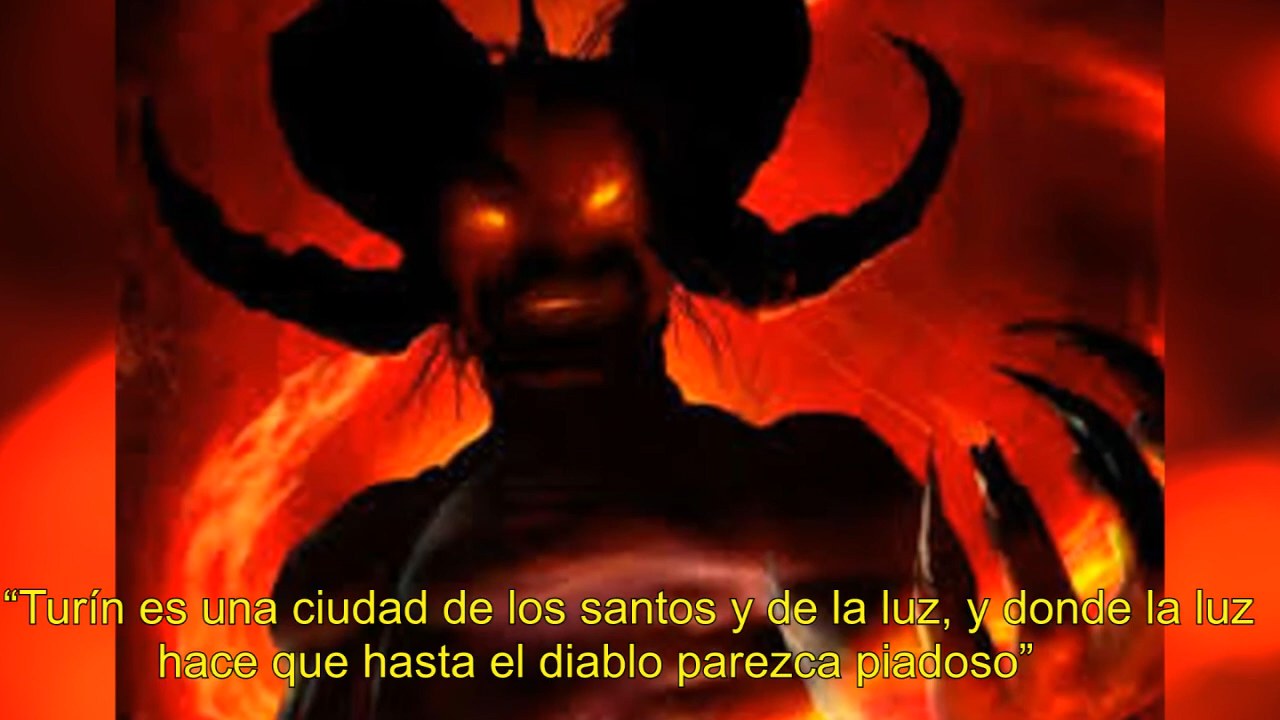 “Turín es una ciudad de los santos y de la luz, y donde la luz
hace que hasta el diablo parezca piadoso”